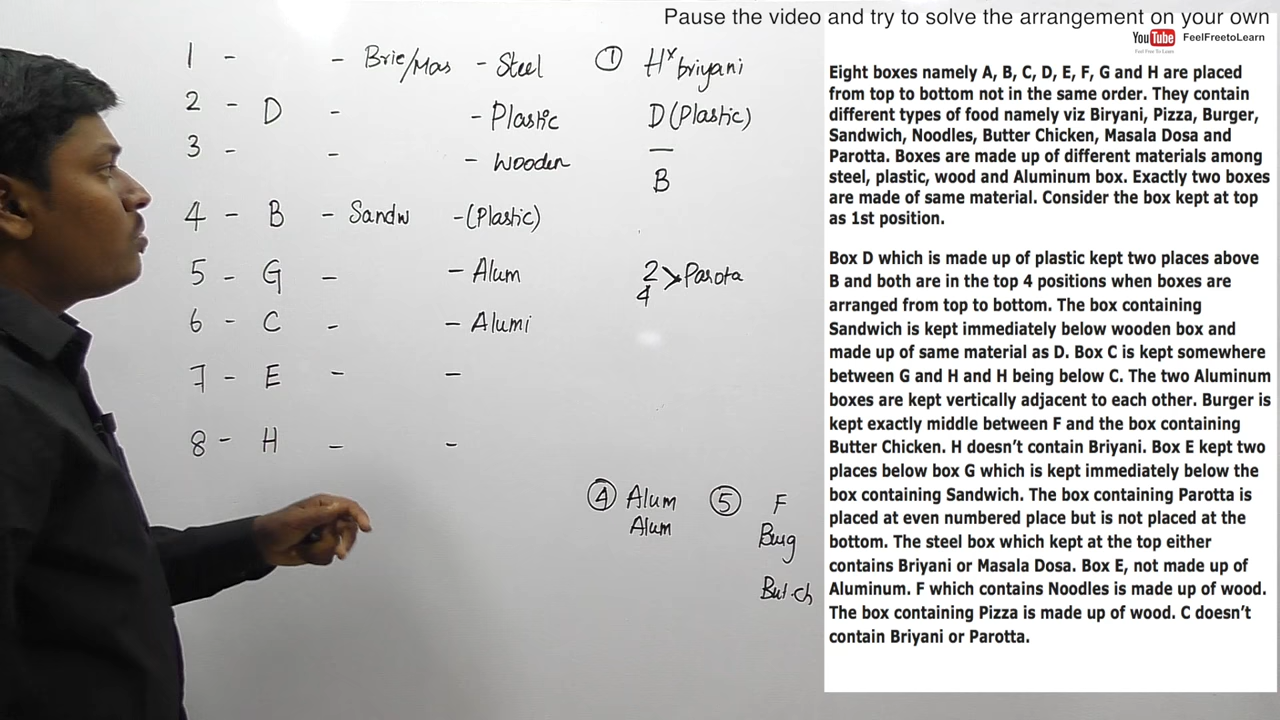 Pause the video and try to solve the arrangement on your own
YouTube FeelFreetoLearn
Feel Free To Learn
1 - - Brie/Mas - Steel
2 - D - - Plastic
3 - - - Wooden
4 - B - Sandw -(Plastic)
5 - G - - Alum
6 - C - - Alumi
7 - E - -
8 - H - -
① Hˣ briyani
D (Plastic)
—
B
2
4 > Parota
④ Alum
Alum
⑤ F
Burg
But.ch
Eight boxes namely A, B, C, D, E, F, G and H are placed
from top to bottom not in the same order. They contain
different types of food namely viz Biryani, Pizza, Burger,
Sandwich, Noodles, Butter Chicken, Masala Dosa and
Parotta. Boxes are made up of different materials among
steel, plastic, wood and Aluminum box. Exactly two boxes
are made of same material. Consider the box kept at top
as 1st position.
Box D which is made up of plastic kept two places above
B and both are in the top 4 positions when boxes are
arranged from top to bottom. The box containing
Sandwich is kept immediately below wooden box and
made up of same material as D. Box C is kept somewhere
between G and H and H being below C. The two Aluminum
boxes are kept vertically adjacent to each other. Burger is
kept exactly middle between F and the box containing
Butter Chicken. H doesn't contain Briyani. Box E kept two
places below box G which is kept immediately below the
box containing Sandwich. The box containing Parotta is
placed at even numbered place but is not placed at the
bottom. The steel box which kept at the top either
contains Briyani or Masala Dosa. Box E, not made up of
Aluminum. F which contains Noodles is made up of wood.
The box containing Pizza is made up of wood. C doesn't
contain Briyani or Parotta.